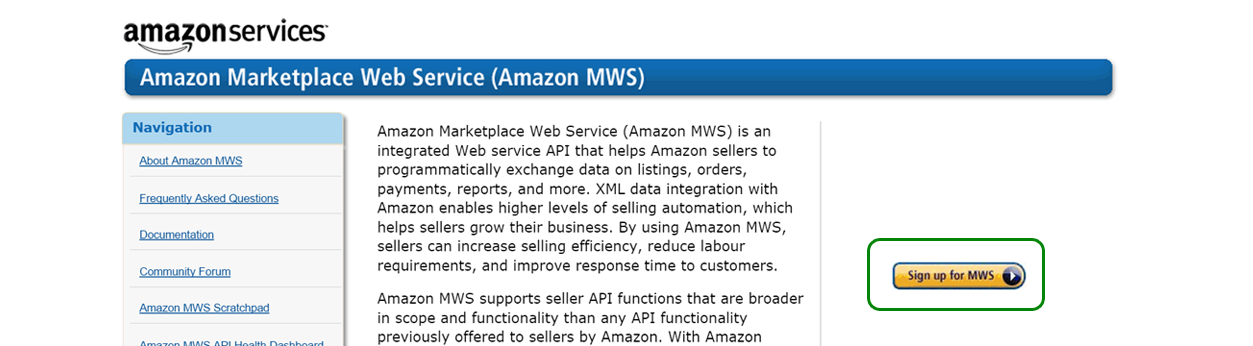 amazonservices
Amazon Marketplace Web Service (Amazon MWS)
Navigation
About Amazon MWS
Frequently Asked Questions
Documentation
Community Forum
Amazon MWS Scratchpad
Amazon MWS API Health Dashboard
Amazon Marketplace Web Service (Amazon MWS) is an
integrated Web service API that helps Amazon sellers to
programmatically exchange data on listings, orders,
payments, reports, and more. XML data integration with
Amazon enables higher levels of selling automation, which
helps sellers grow their business. By using Amazon MWS,
sellers can increase selling efficiency, reduce labour
requirements, and improve response time to customers.
Amazon MWS supports seller API functions that are broader
in scope and functionality than any API functionality
previously offered to sellers by Amazon. With Amazon
Sign up for MWS